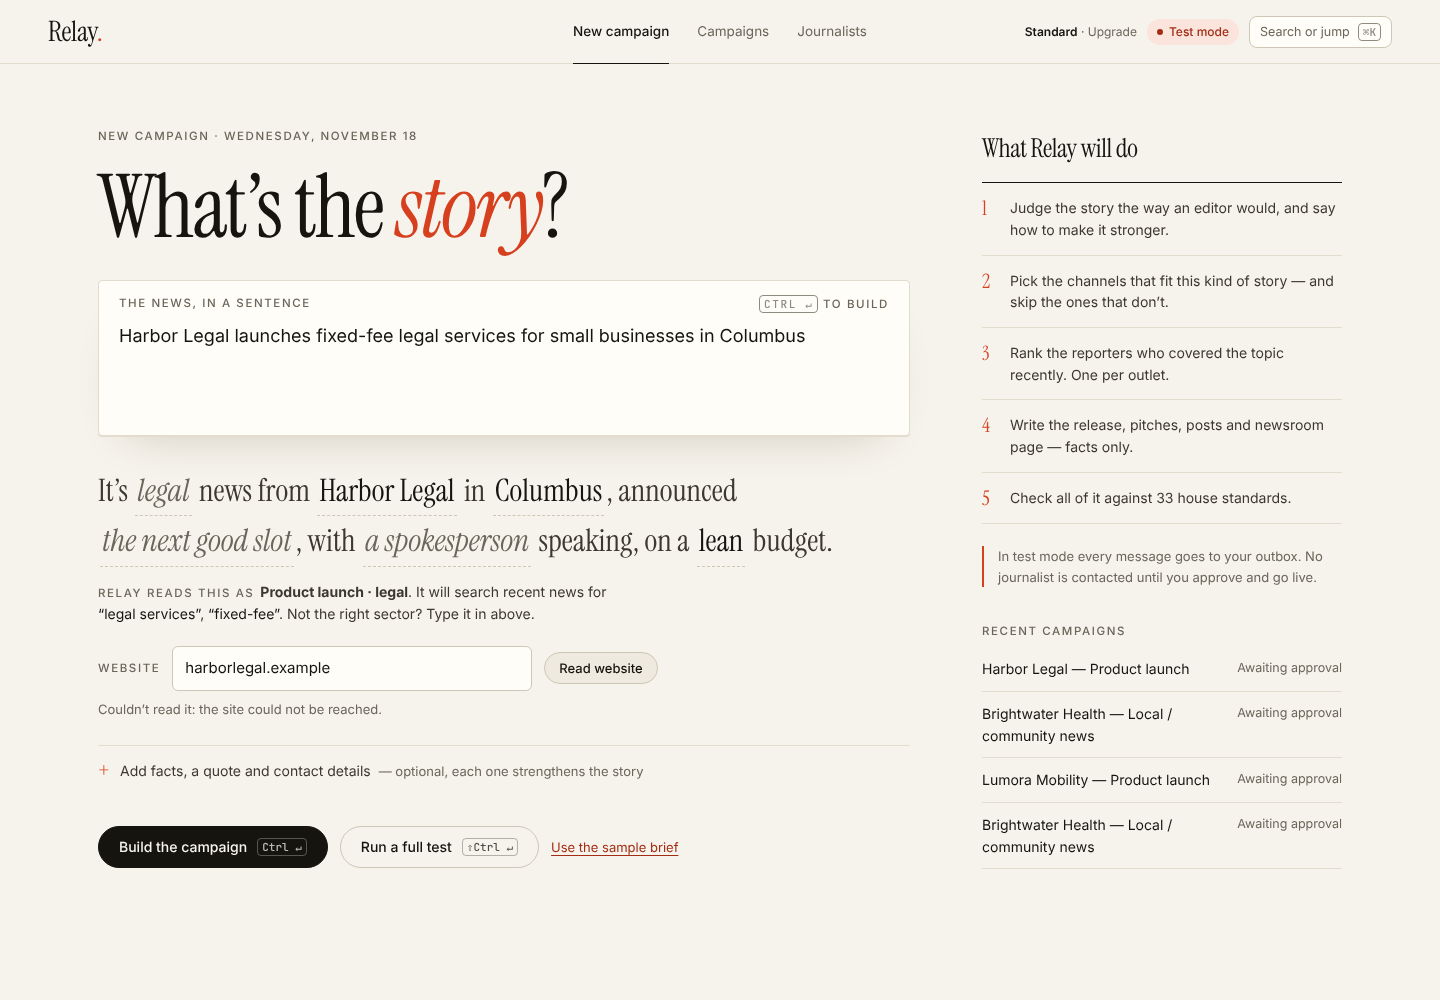 Relay.
New campaign
Campaigns
Journalists
Standard · Upgrade
Test mode
Search or jump ⌘K
NEW CAMPAIGN · WEDNESDAY, NOVEMBER 18
What’s the story?
THE NEWS, IN A SENTENCE
CTRL ↵ TO BUILD
Harbor Legal launches fixed-fee legal services for small businesses in Columbus
It’s legal news from Harbor Legal in Columbus, announced
the next good slot, with a spokesperson speaking, on a lean budget.
RELAY READS THIS AS Product launch · legal. It will search recent news for
“legal services”, “fixed-fee”. Not the right sector? Type it in above.
WEBSITE
harborlegal.example
Read website
Couldn’t read it: the site could not be reached.
+ Add facts, a quote and contact details — optional, each one strengthens the story
Build the campaign Ctrl ↵
Run a full test ⇧Ctrl ↵
Use the sample brief
What Relay will do
1 Judge the story the way an editor would, and say
how to make it stronger.
2 Pick the channels that fit this kind of story — and
skip the ones that don’t.
3 Rank the reporters who covered the topic
recently. One per outlet.
4 Write the release, pitches, posts and newsroom
page — facts only.
5 Check all of it against 33 house standards.
In test mode every message goes to your outbox. No
journalist is contacted until you approve and go live.
RECENT CAMPAIGNS
Harbor Legal — Product launch Awaiting approval
Brightwater Health — Local / Awaiting approval
community news
Lumora Mobility — Product launch Awaiting approval
Brightwater Health — Local / Awaiting approval
community news